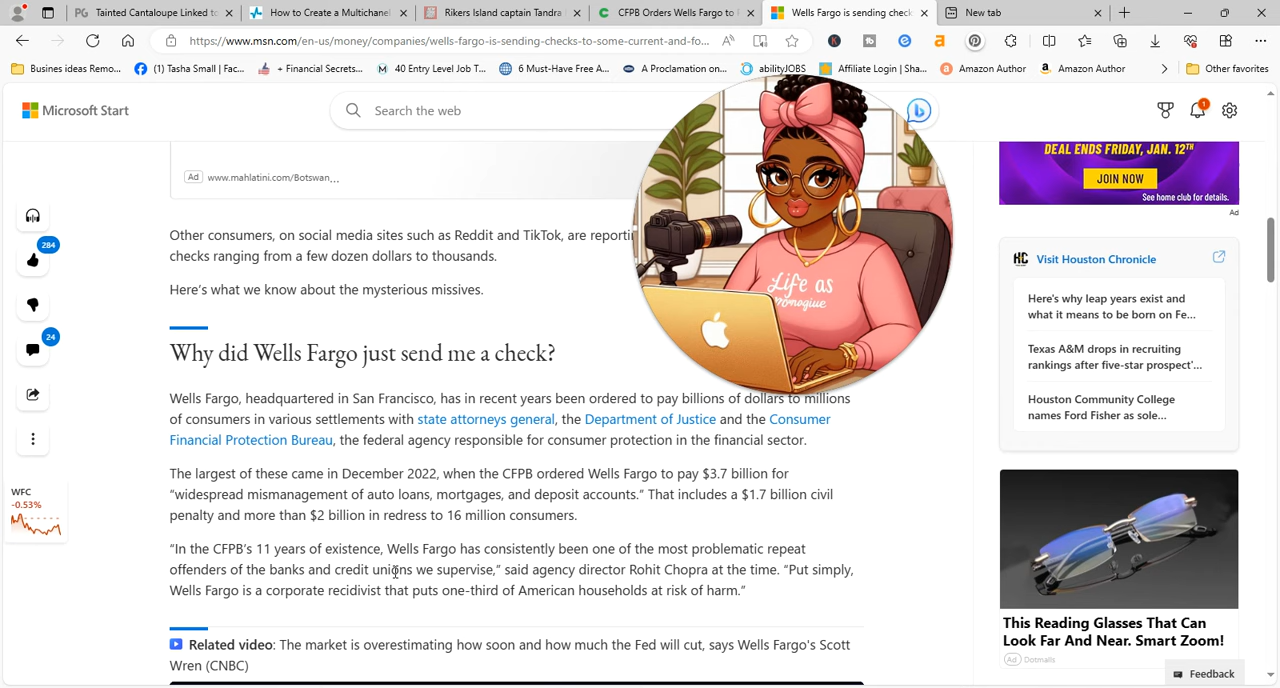 Tainted Cantaloupe Linked to
How to Create a Multichannel
Rikers Island captain Tandra
CFPB Orders Wells Fargo to P
Wells Fargo is sending check
New tab
https://www.msn.com/en-us/money/companies/wells-fargo-is-sending-checks-to-some-current-and-fo...
Busines ideas Remo...
(1) Tasha Small | Fac...
+ Financial Secrets...
40 Entry Level Job T...
6 Must-Have Free A...
A Proclamation on...
abilityJOBS
Affiliate Login | Sha...
Amazon Author
Amazon Author
Other favorites
Microsoft Start
Search the web
1
Ad www.mahlatini.com/Botswan...
DEAL ENDS FRIDAY, JAN. 12TH
JOIN NOW
See home club for details.
Ad
284
24
WFC
-0.53%
Other consumers, on social media sites such as Reddit and TikTok, are reporti
checks ranging from a few dozen dollars to thousands.
Here's what we know about the mysterious missives.
Life as
Why did Wells Fargo just send me a check?
Wells Fargo, headquartered in San Francisco, has in recent years been ordered to pay billions of dollars to millions
of consumers in various settlements with state attorneys general, the Department of Justice and the Consumer
Financial Protection Bureau, the federal agency responsible for consumer protection in the financial sector.
The largest of these came in December 2022, when the CFPB ordered Wells Fargo to pay $3.7 billion for
“widespread mismanagement of auto loans, mortgages, and deposit accounts.” That includes a $1.7 billion civil
penalty and more than $2 billion in redress to 16 million consumers.
“In the CFPB’s 11 years of existence, Wells Fargo has consistently been one of the most problematic repeat
offenders of the banks and credit unions we supervise,” said agency director Rohit Chopra at the time. “Put simply,
Wells Fargo is a corporate recidivist that puts one-third of American households at risk of harm.”
Related video: The market is overestimating how soon and how much the Fed will cut, says Wells Fargo's Scott
Wren (CNBC)
HC Visit Houston Chronicle
Here's why leap years exist and
what it means to be born on Fe...
Texas A&M drops in recruiting
rankings after five-star prospect'...
Houston Community College
names Ford Fisher as sole...
This Reading Glasses That Can
Look Far And Near. Smart Zoom!
Ad Dotmalls
Feedback